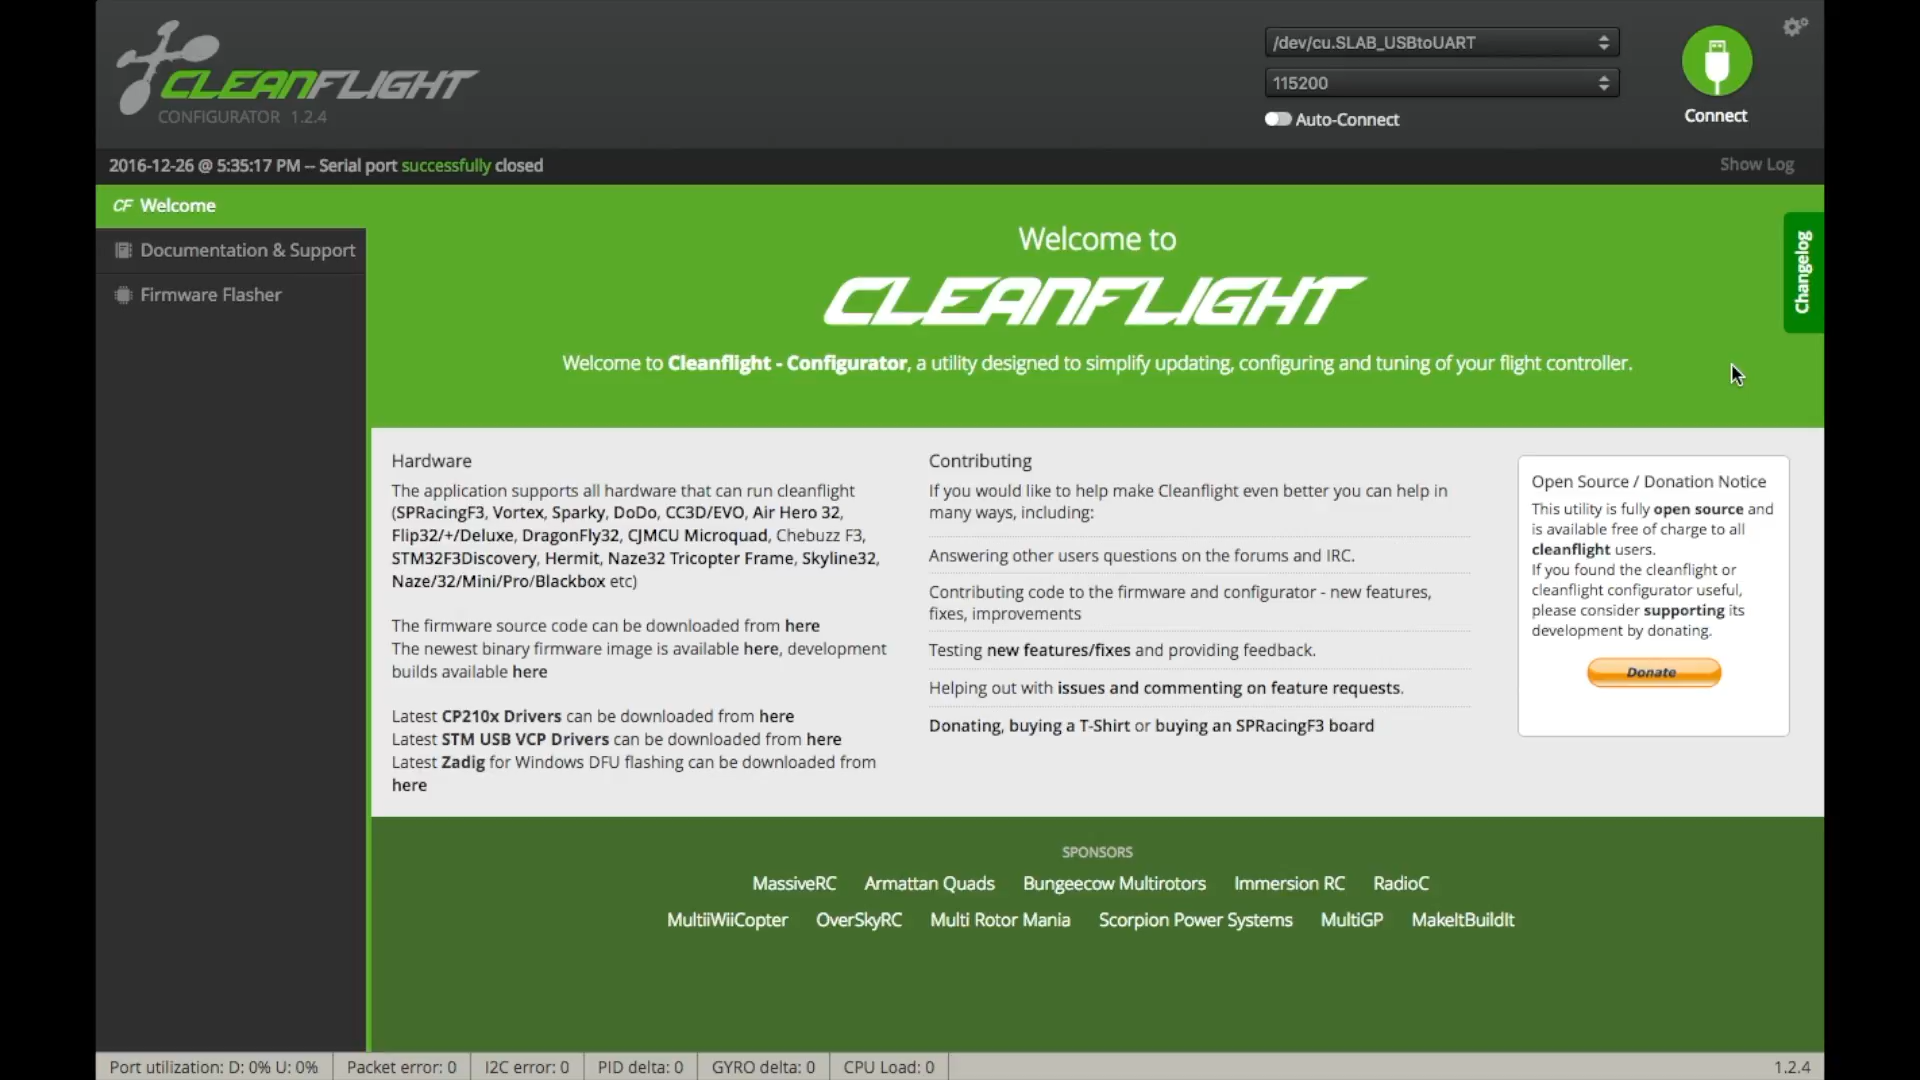 CLEANFLIGHT
CONFIGURATOR 1.2.4
/dev/cu.SLAB_USBtoUART
115200
Auto-Connect
Connect
2016-12-26 @ 5:35:17 PM -- Serial port successfully closed
Show Log
CF Welcome
Documentation & Support
Firmware Flasher
Changelog
Welcome to
CLEANFLIGHT
Welcome to Cleanflight - Configurator, a utility designed to simplify updating, configuring and tuning of your flight controller.
Hardware
The application supports all hardware that can run cleanflight
(SPRacingF3, Vortex, Sparky, DoDo, CC3D/EVO, Air Hero 32,
Flip32/+/Deluxe, DragonFly32, CJMCU Microquad, Chebuzz F3,
STM32F3Discovery, Hermit, Naze32 Tricopter Frame, Skyline32,
Naze/32/Mini/Pro/Blackbox etc)
The firmware source code can be downloaded from here
The newest binary firmware image is available here, development
builds available here
Latest CP210x Drivers can be downloaded from here
Latest STM USB VCP Drivers can be downloaded from here
Latest Zadig for Windows DFU flashing can be downloaded from
here
Contributing
If you would like to help make Cleanflight even better you can help in
many ways, including:
Answering other users questions on the forums and IRC.
Contributing code to the firmware and configurator - new features,
fixes, improvements
Testing new features/fixes and providing feedback.
Helping out with issues and commenting on feature requests.
Donating, buying a T-Shirt or buying an SPRacingF3 board
Open Source / Donation Notice
This utility is fully open source and
is available free of charge to all
cleanflight users.
If you found the cleanflight or
cleanflight configurator useful,
please consider supporting its
development by donating.
Donate
SPONSORS
MassiveRC Armattan Quads Bungeecow Multirotors Immersion RC RadioC
MultiiWiiCopter OverSkyRC Multi Rotor Mania Scorpion Power Systems MultiGP MakeItBuildIt
Port utilization: D: 0% U: 0% Packet error: 0 I2C error: 0 PID delta: 0 GYRO delta: 0 CPU Load: 0 1.2.4